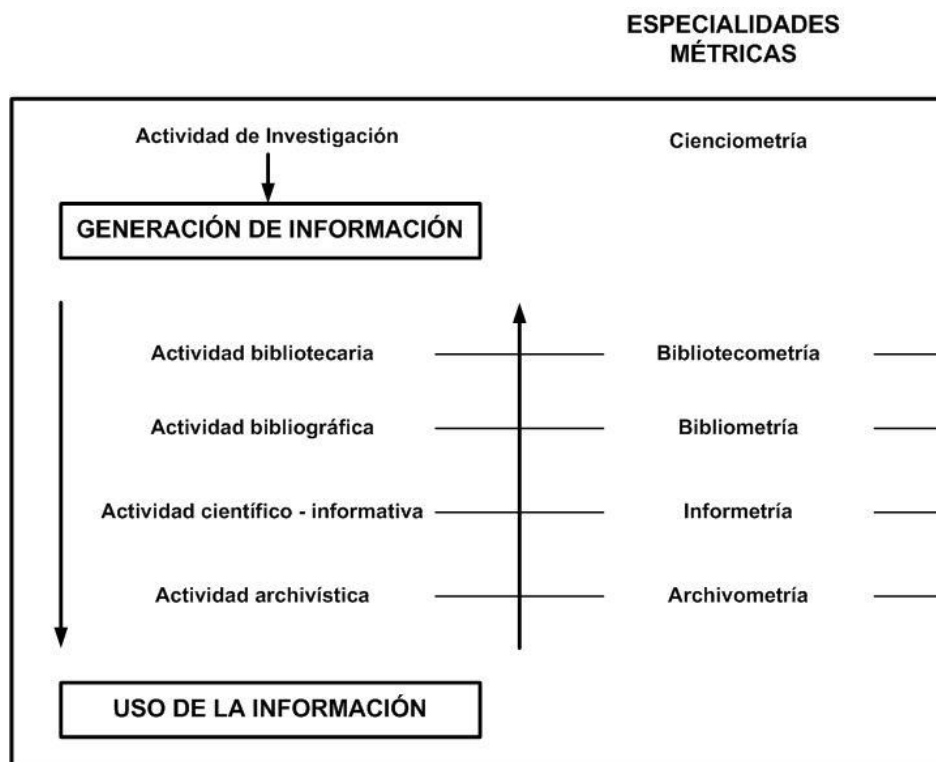 ESPECIALIDADES
MÉTRICAS
Actividad de Investigación
Cienciometría
GENERACIÓN DE INFORMACIÓN
Actividad bibliotecaria
Bibliotecometría
Actividad bibliográfica
Bibliometría
Actividad científico - informativa
Informetría
Actividad archivística
Archivometría
USO DE LA INFORMACIÓN